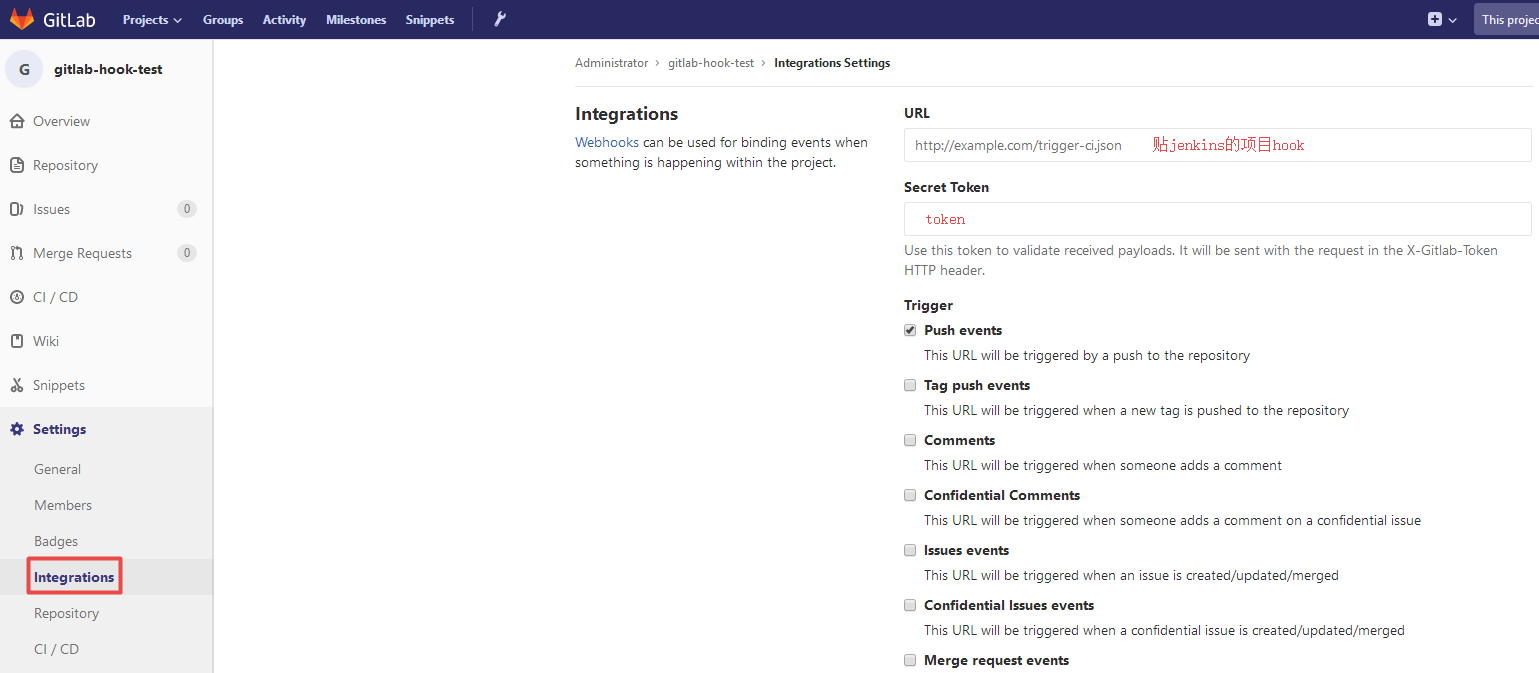 GitLab Projects Groups Activity Milestones Snippets This projec
G gitlab-hook-test
Overview
Repository
Issues 0
Merge Requests 0
CI / CD
Wiki
Snippets
Settings
General
Members
Badges
Integrations
Repository
CI / CD
Administrator › gitlab-hook-test › Integrations Settings
Integrations
Webhooks can be used for binding events when
something is happening within the project.
URL
http://example.com/trigger-ci.json 贴jenkins的项目hook
Secret Token
token
Use this token to validate received payloads. It will be sent with the request in the X-Gitlab-Token
HTTP header.
Trigger
Push events
This URL will be triggered by a push to the repository
Tag push events
This URL will be triggered when a new tag is pushed to the repository
Comments
This URL will be triggered when someone adds a comment
Confidential Comments
This URL will be triggered when someone adds a comment on a confidential issue
Issues events
This URL will be triggered when an issue is created/updated/merged
Confidential Issues events
This URL will be triggered when a confidential issue is created/updated/merged
Merge request events